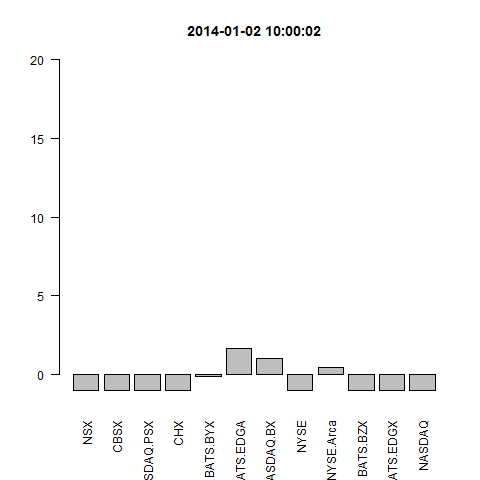 2014-01-02 10:00:02
20
15
10
5
0
NSX
CBSX
SDAQ.PSX
CHX
BATS.BYX
ATS.EDGA
ASDAQ.BX
NYSE
NYSE.Arca
BATS.BZX
ATS.EDGX
NASDAQ